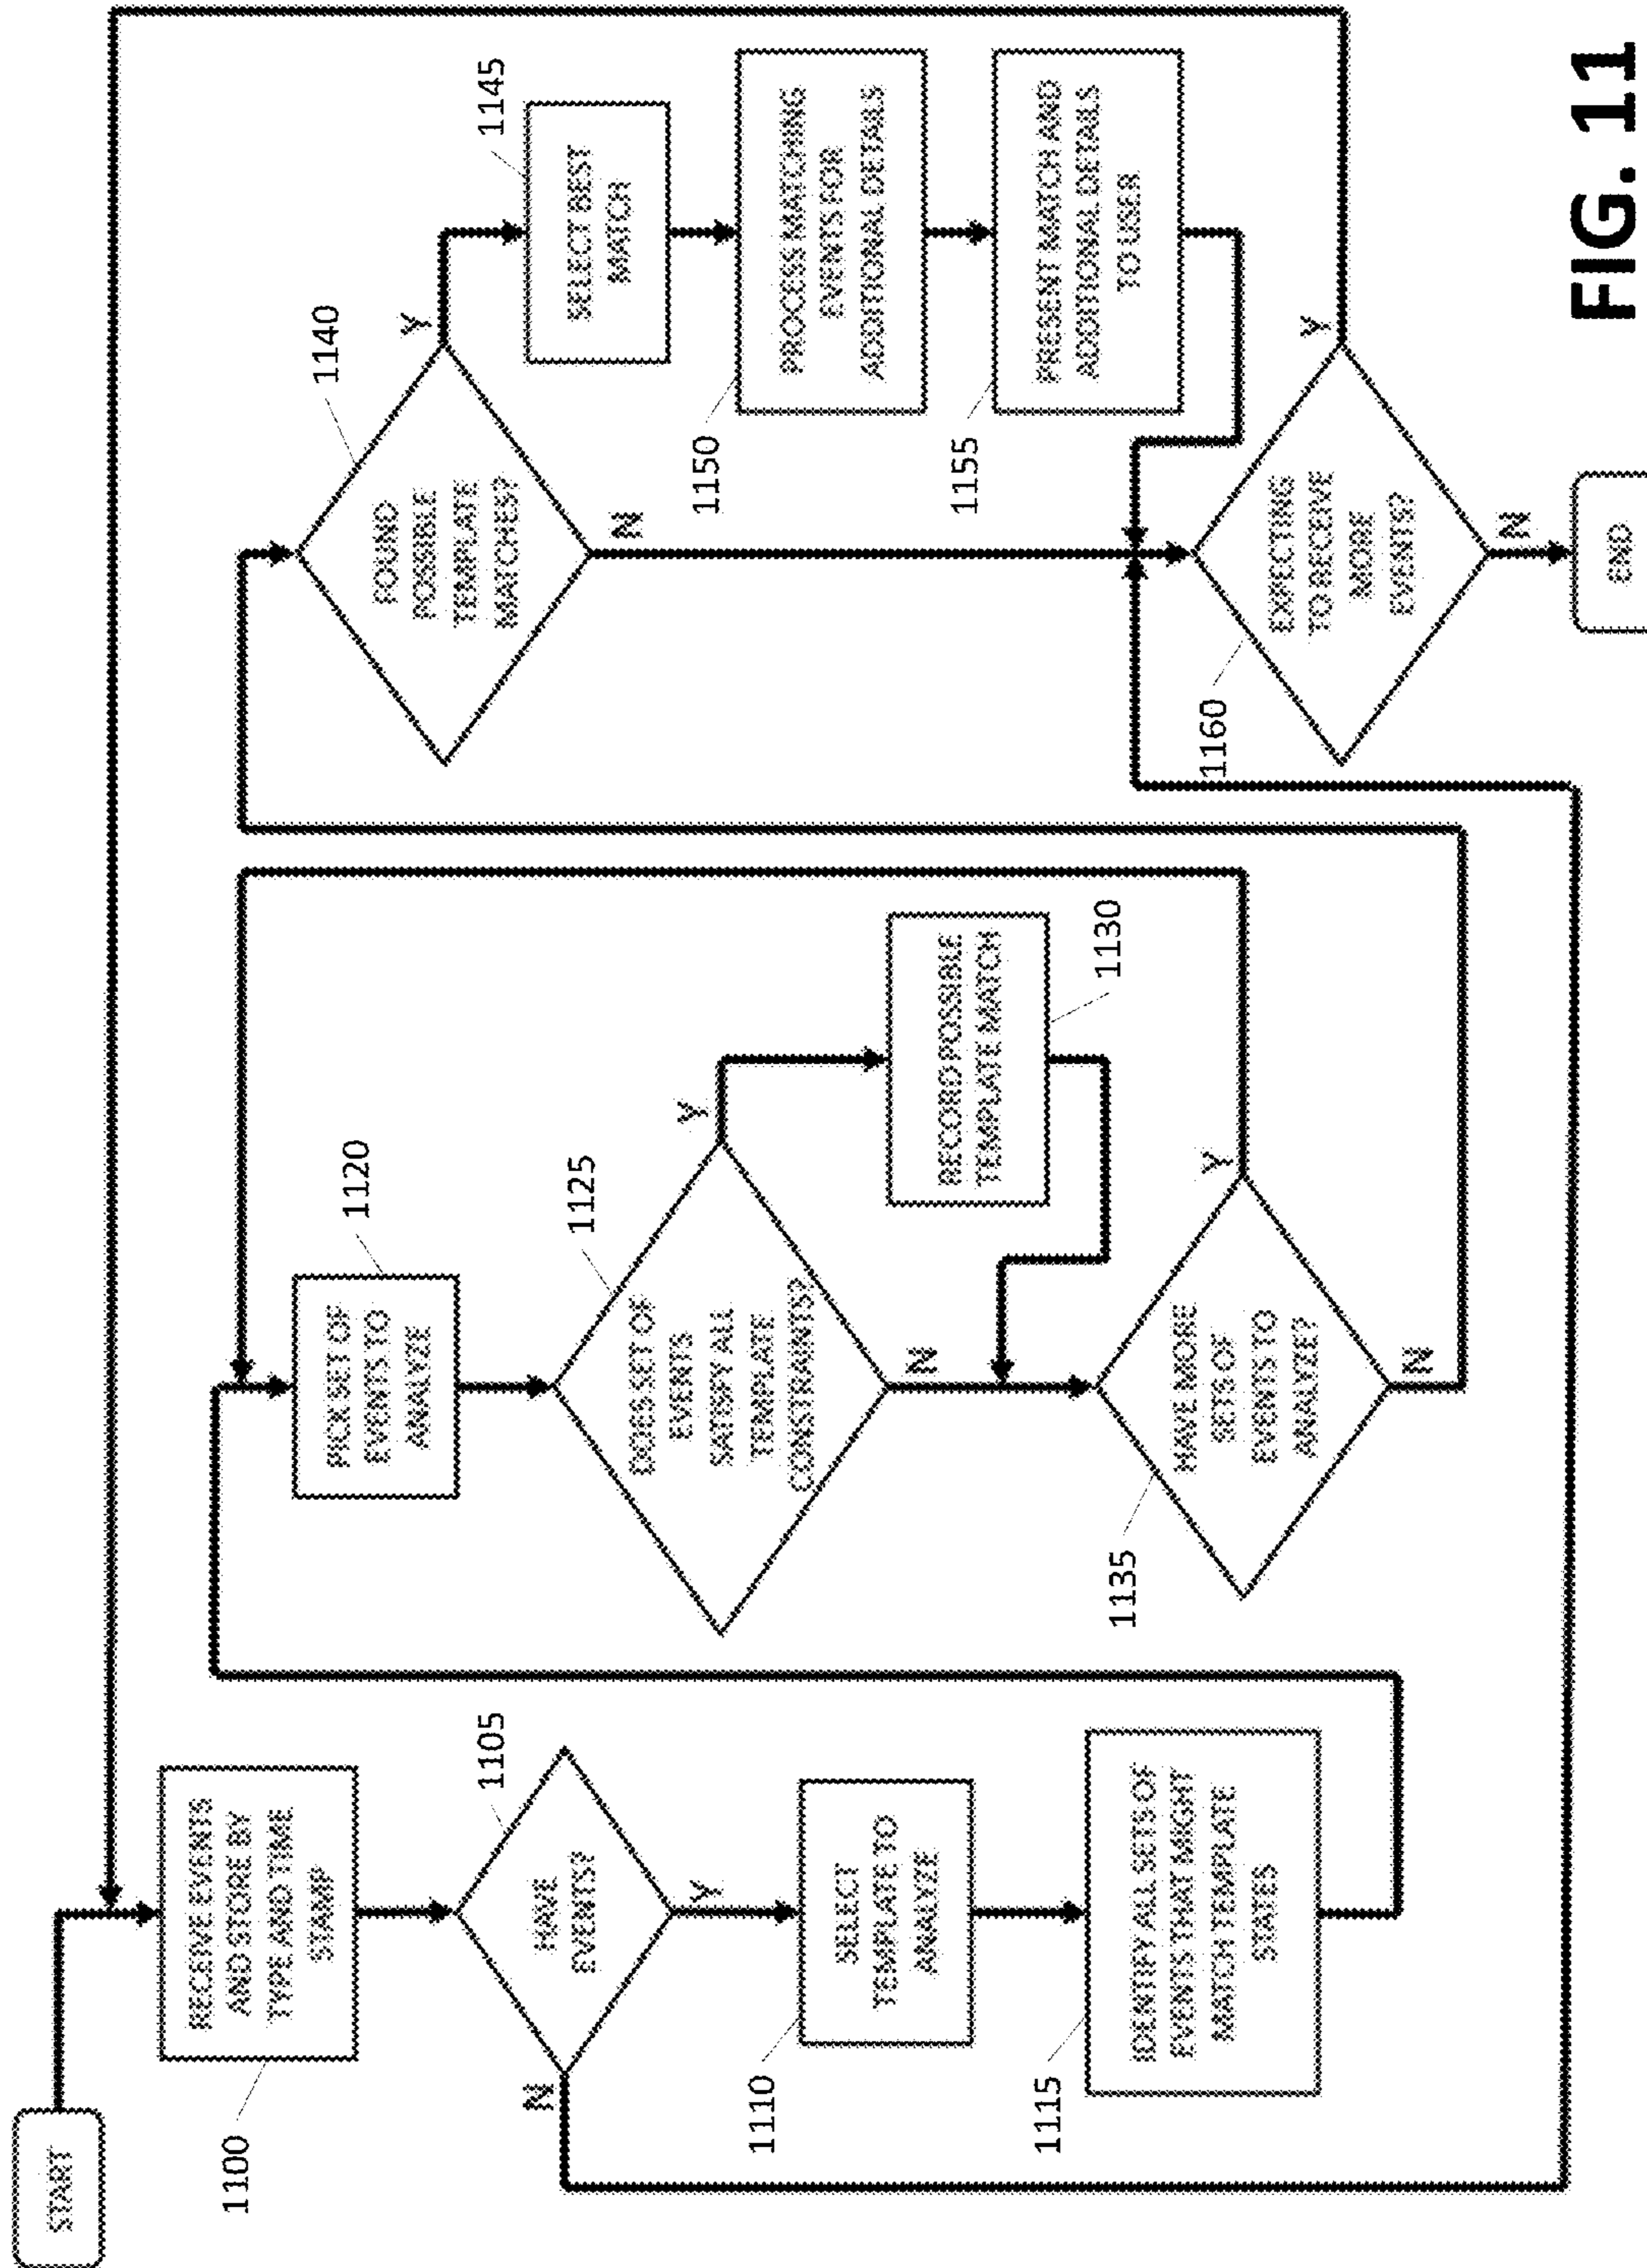 START
1100
RECEIVE EVENTS
AND STORE BY
TYPE AND TIME
STAMP
1105
HAVE
EVENTS?
N
Y
1110
SELECT
TEMPLATE TO
ANALYZE
1115
IDENTIFY ALL SETS OF
EVENTS THAT MIGHT
MATCH TEMPLATE
STATES
1120
PICK SET OF
EVENTS TO
ANALYZE
1125
DOES SET OF
EVENTS
SATISFY ALL
TEMPLATE
CONSTRAINTS?
Y
N
1130
RECORD POSSIBLE
TEMPLATE MATCH
1135
HAVE MORE
SETS OF
EVENTS TO
ANALYZE?
Y
N
1140
FOUND
POSSIBLE
TEMPLATE
MATCHES?
Y
N
1145
SELECT BEST
MATCH
1150
PROCESS MATCHING
EVENTS FOR
ADDITIONAL DETAILS
1155
PRESENT MATCH AND
ADDITIONAL DETAILS
TO USER
1160
EXPECTING
TO RECEIVE
MORE
EVENTS?
Y
N
END
FIG. 11